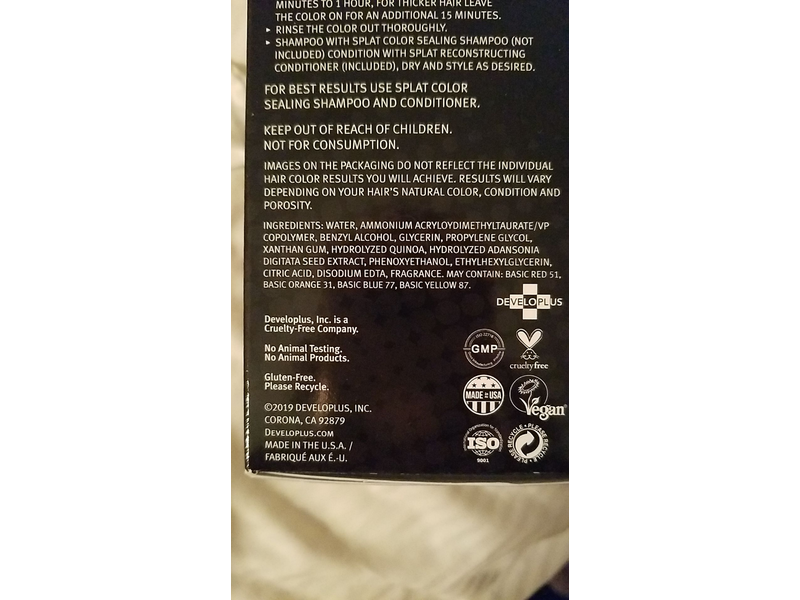 MINUTES TO 1 HOUR, FOR THICKER HAIR LEAVE
THE COLOR ON FOR AN ADDITIONAL 15 MINUTES.
▸ RINSE THE COLOR OUT THOROUGHLY.
▸ SHAMPOO WITH SPLAT COLOR SEALING SHAMPOO (NOT
INCLUDED) CONDITION WITH SPLAT RECONSTRUCTING
CONDITIONER (INCLUDED), DRY AND STYLE AS DESIRED.
FOR BEST RESULTS USE SPLAT COLOR
SEALING SHAMPOO AND CONDITIONER.
KEEP OUT OF REACH OF CHILDREN.
NOT FOR CONSUMPTION.
IMAGES ON THE PACKAGING DO NOT REFLECT THE INDIVIDUAL
HAIR COLOR RESULTS YOU WILL ACHIEVE. RESULTS WILL VARY
DEPENDING ON YOUR HAIR'S NATURAL COLOR, CONDITION AND
POROSITY.
INGREDIENTS: WATER, AMMONIUM ACRYLOYDIMETHYLTAURATE/VP
COPOLYMER, BENZYL ALCOHOL, GLYCERIN, PROPYLENE GLYCOL,
XANTHAN GUM, HYDROLYZED QUINOA, HYDROLYZED ADANSONIA
DIGITATA SEED EXTRACT, PHENOXYETHANOL, ETHYLHEXYLGLYCERIN,
CITRIC ACID, DISODIUM EDTA, FRAGRANCE. MAY CONTAIN: BASIC RED 51,
BASIC ORANGE 31, BASIC BLUE 77, BASIC YELLOW 87.
DEVELOPLUS
Developlus, Inc. is a
Cruelty-Free Company.
No Animal Testing.
No Animal Products.
Gluten-Free.
Please Recycle.
©2019 DEVELOPLUS, INC.
CORONA, CA 92879
DEVELOPLUS.COM
MADE IN THE U.S.A. /
FABRIQUÉ AUX É.-U.
GMP
crueltyfree
MADE IN USA
Vegan
ISO
9001
PLEASE RECYCLE • PLEASE RECYCLE